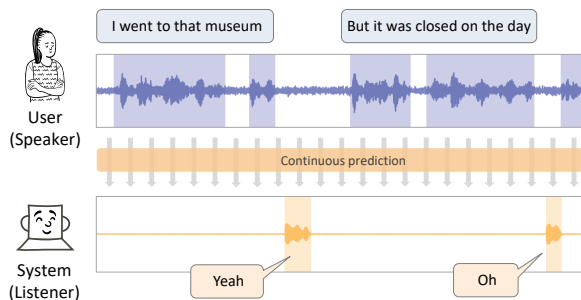 I went to that museum
But it was closed on the day
User
(Speaker)
Continuous prediction
System
(Listener)
Yeah
Oh